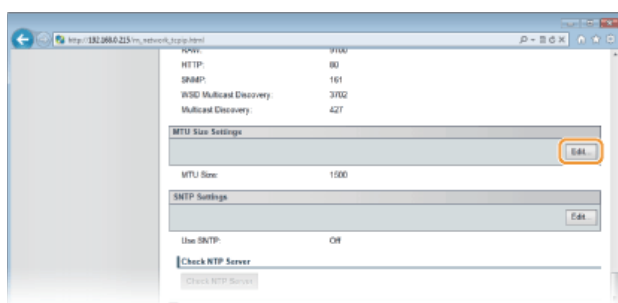 http://192.168.0.215/m_network_tcpip.html
RAW: 9100
HTTP: 80
SNMP: 161
WSD Multicast Discovery: 3702
Multicast Discovery: 427
MTU Size Settings
Edit...
MTU Size: 1500
SNTP Settings
Edit...
Use SNTP: Off
Check NTP Server
Check NTP Server